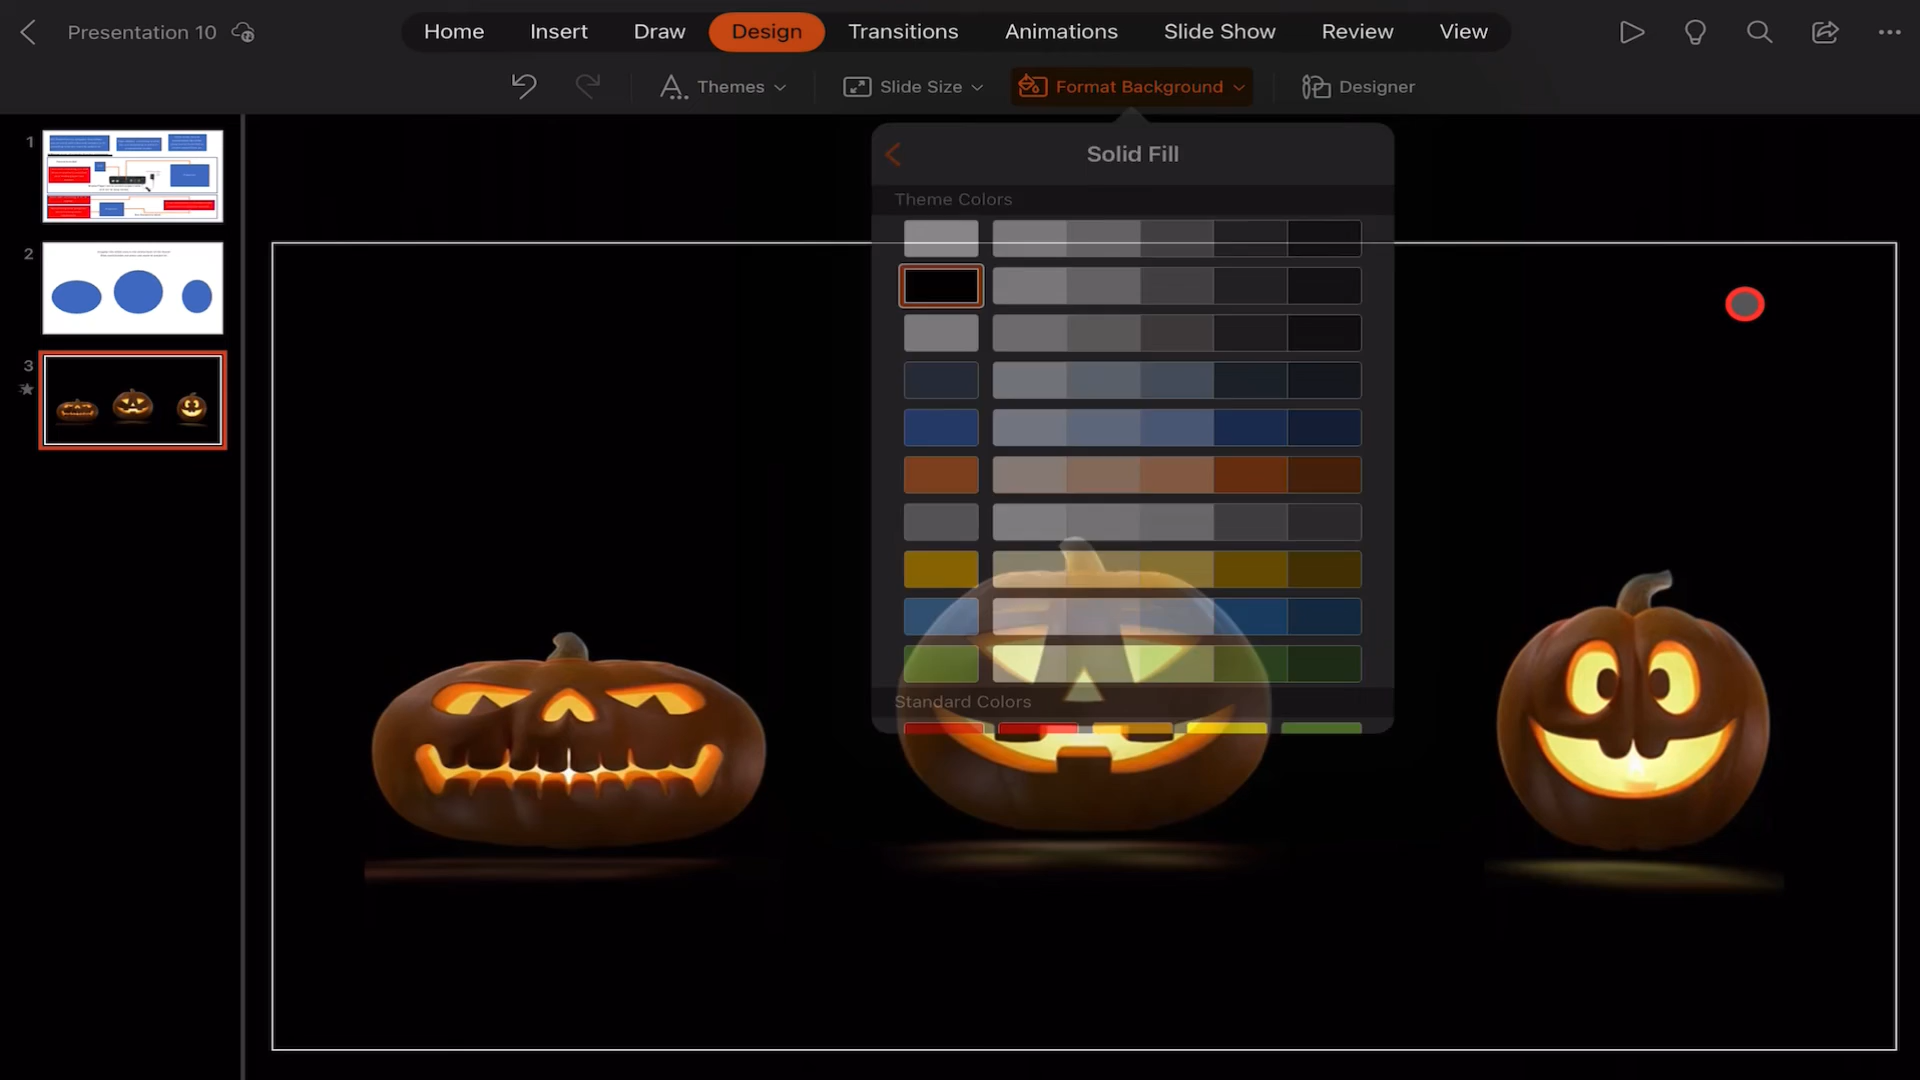 Presentation 10
Home Insert Draw Design Transitions Animations Slide Show Review View
Themes Slide Size Format Background Designer
Solid Fill
Theme Colors
Standard Colors
1
2
3